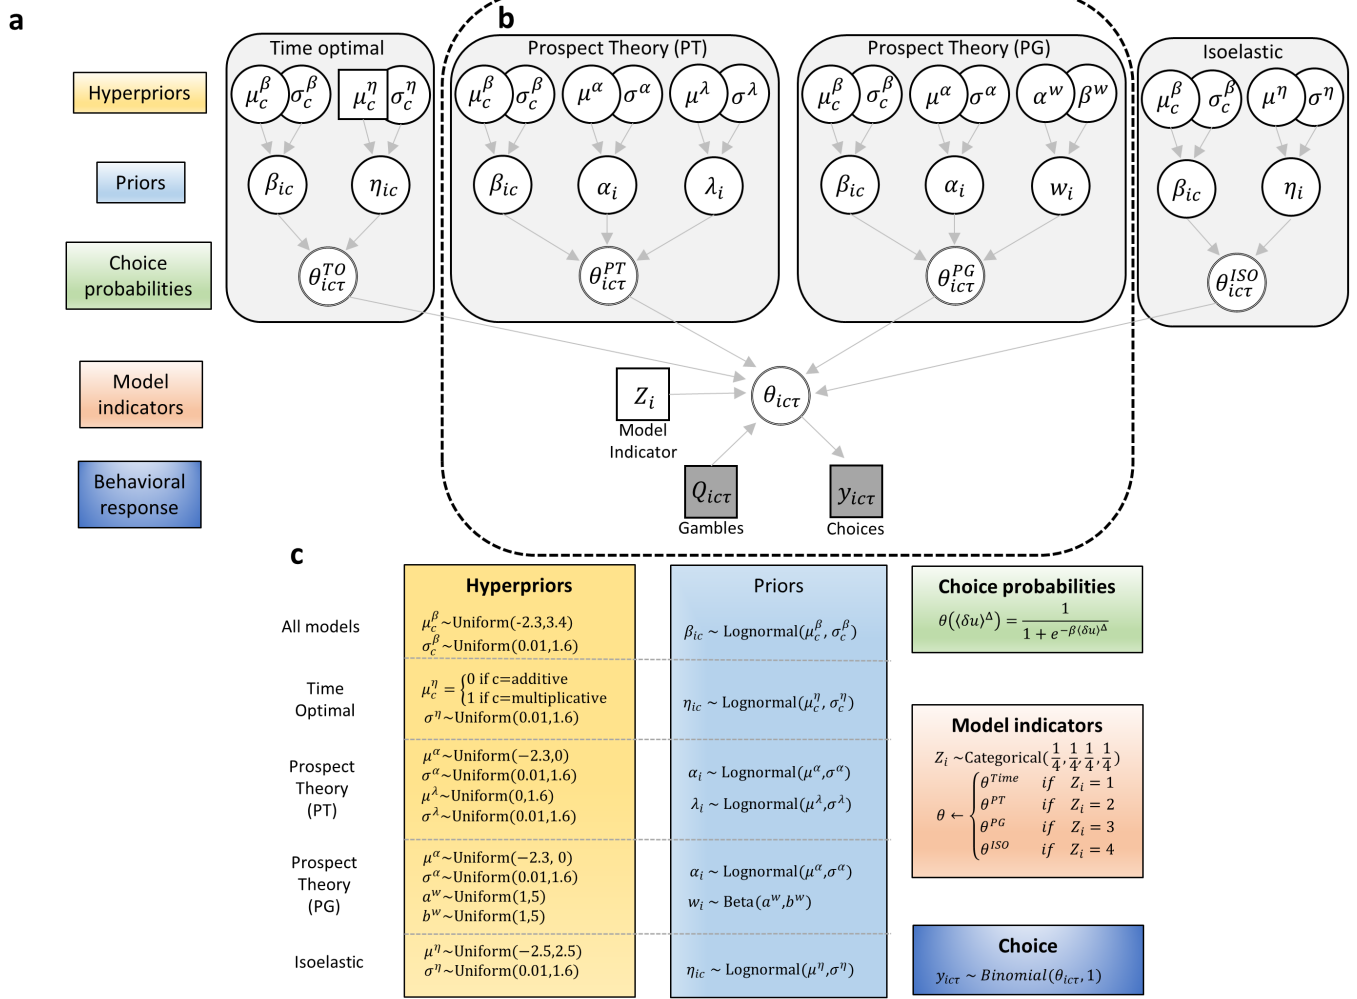 a
b
Time optimal
Prospect Theory (PT)
Prospect Theory (PG)
Isoelastic
Hyperpriors
μ_c^β σ_c^β μ_c^η σ_c^η
μ_c^β σ_c^β μ^α σ^α μ^λ σ^λ
μ_c^β σ_c^β μ^α σ^α α^w β^w
μ_c^β σ_c^β μ^η σ^η
Priors
β_ic η_ic
β_ic α_i λ_i
β_ic α_i w_i
β_ic η_i
Choice
probabilities
θ_icτ^TO
θ_icτ^PT
θ_icτ^PG
θ_icτ^ISO
Model
indicators
Z_i
Model
Indicator
θ_icτ
Behavioral
response
Q_icτ
Gambles
y_icτ
Choices
c
Hyperpriors
Priors
All models
μ_c^β~Uniform(-2.3,3.4)
σ_c^β~Uniform(0.01,1.6)
β_ic ~ Lognormal(μ_c^β, σ_c^β)
Time
Optimal
μ_c^η = {0 if c=additive
1 if c=multiplicative
σ^η~Uniform(0.01,1.6)
η_ic ~ Lognormal(μ_c^η, σ_c^η)
Prospect
Theory
(PT)
μ^α~Uniform(−2.3,0)
σ^α~Uniform(0.01,1.6)
μ^λ~Uniform(0,1.6)
σ^λ~Uniform(0.01,1.6)
α_i ~ Lognormal(μ^α,σ^α)
λ_i ~ Lognormal(μ^λ,σ^λ)
Prospect
Theory
(PG)
μ^α~Uniform(−2.3, 0)
σ^α~Uniform(0.01,1.6)
a^w~Uniform(1,5)
b^w~Uniform(1,5)
α_i ~ Lognormal(μ^α,σ^α)
w_i ~ Beta(a^w,b^w)
Isoelastic
μ^η~Uniform(−2.5,2.5)
σ^η~Uniform(0.01,1.6)
η_ic ~ Lognormal(μ^η,σ^η)
Choice probabilities
θ(⟨δu⟩^Δ) = 1 / (1 + e^(−β⟨δu⟩^Δ))
Model indicators
Z_i ~Categorical(1/4, 1/4, 1/4, 1/4)
θ ← {θ^Time if Z_i = 1
θ^PT if Z_i = 2
θ^PG if Z_i = 3
θ^ISO if Z_i = 4
Choice
y_icτ ~ Binomial(θ_icτ, 1)